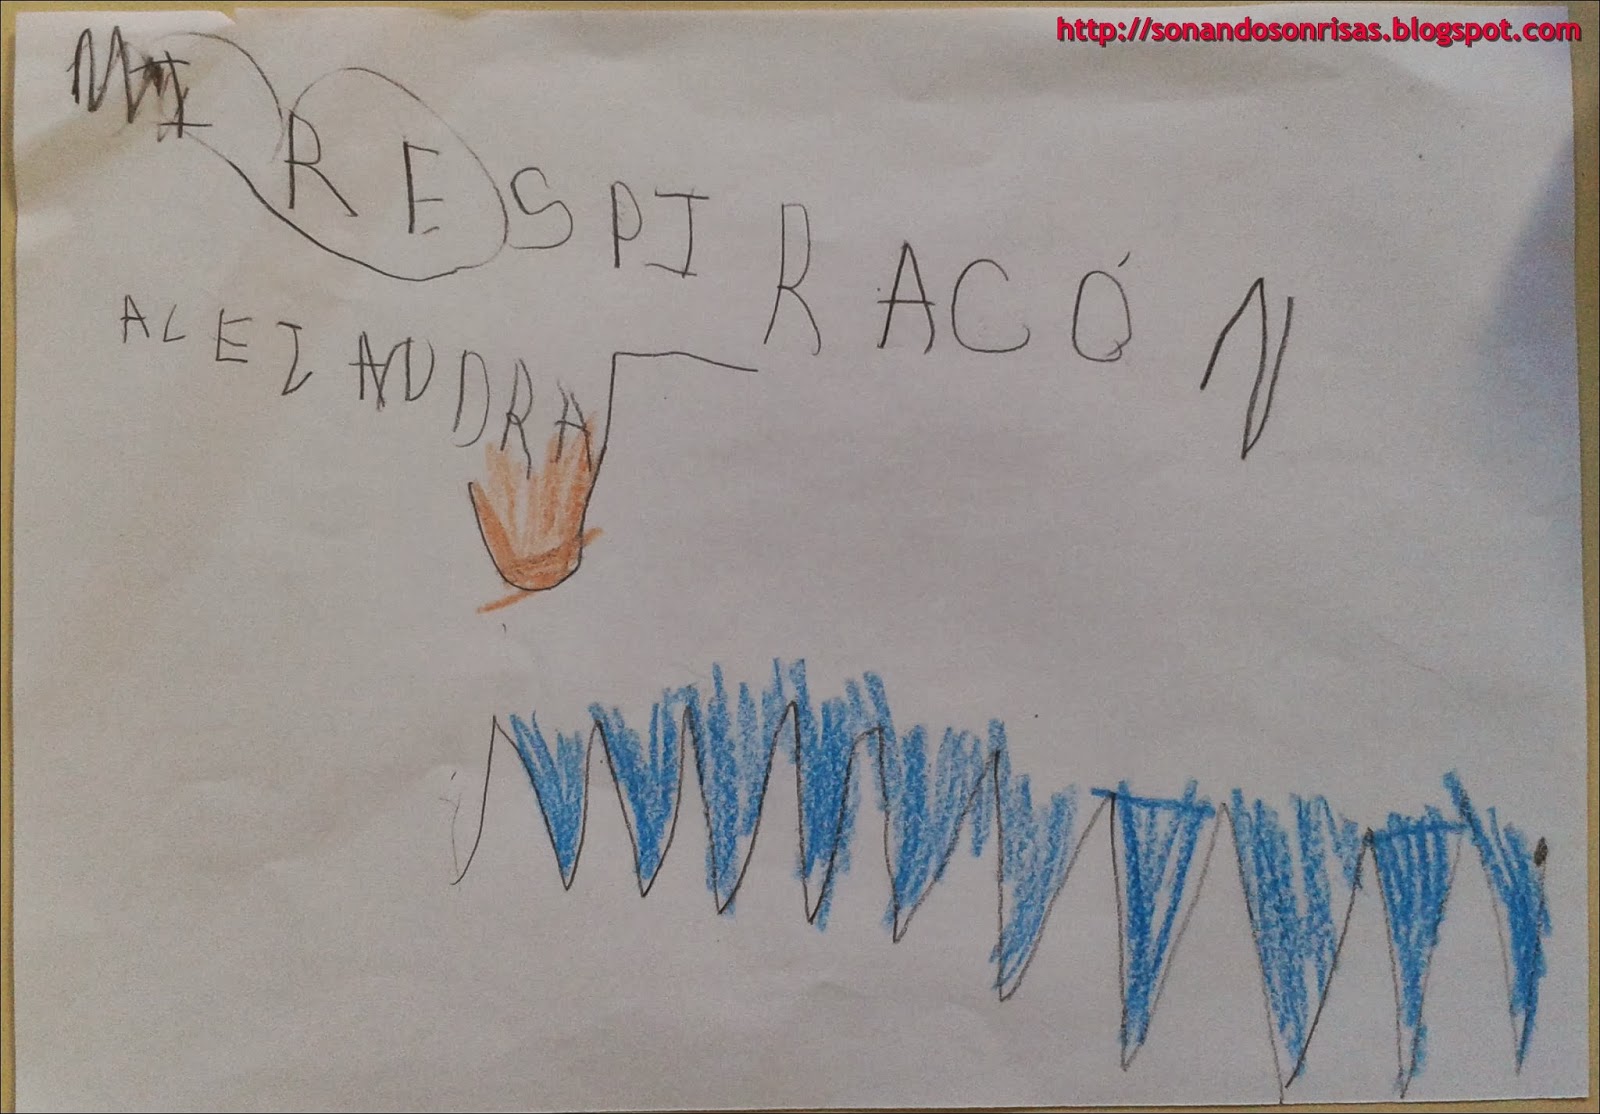 http://sonandosonrisas.blogspot.com
MI RESPIRACÓN
ALEJANDRA